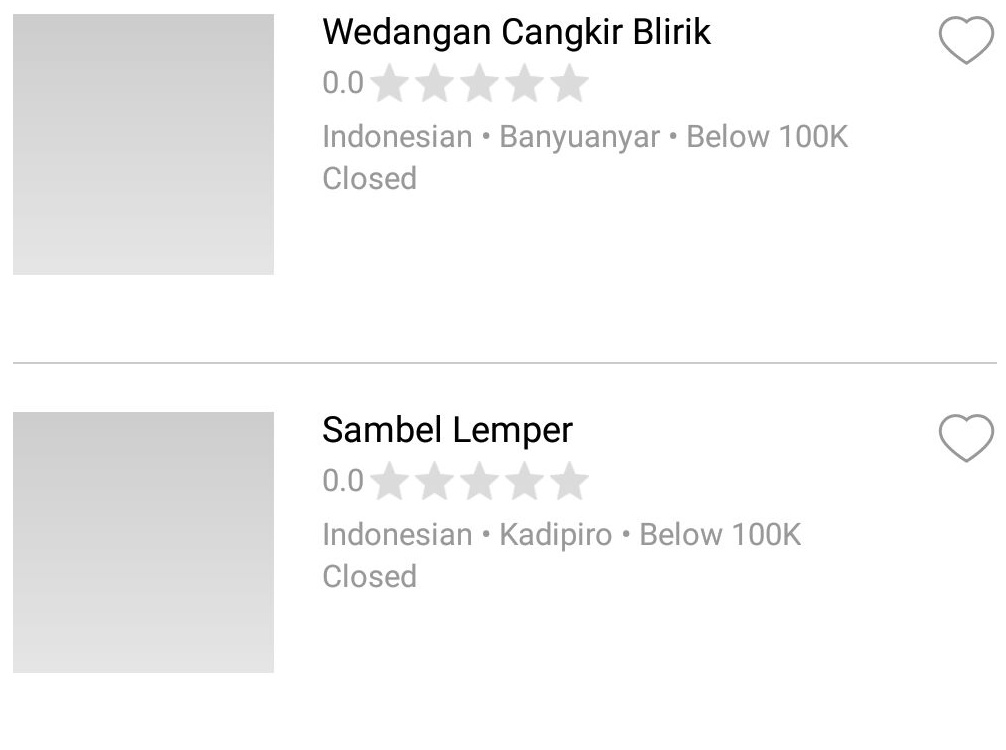 Wedangan Cangkir Blirik
0.0
Indonesian • Banyuanyar • Below 100K
Closed
Sambel Lemper
0.0
Indonesian • Kadipiro • Below 100K
Closed